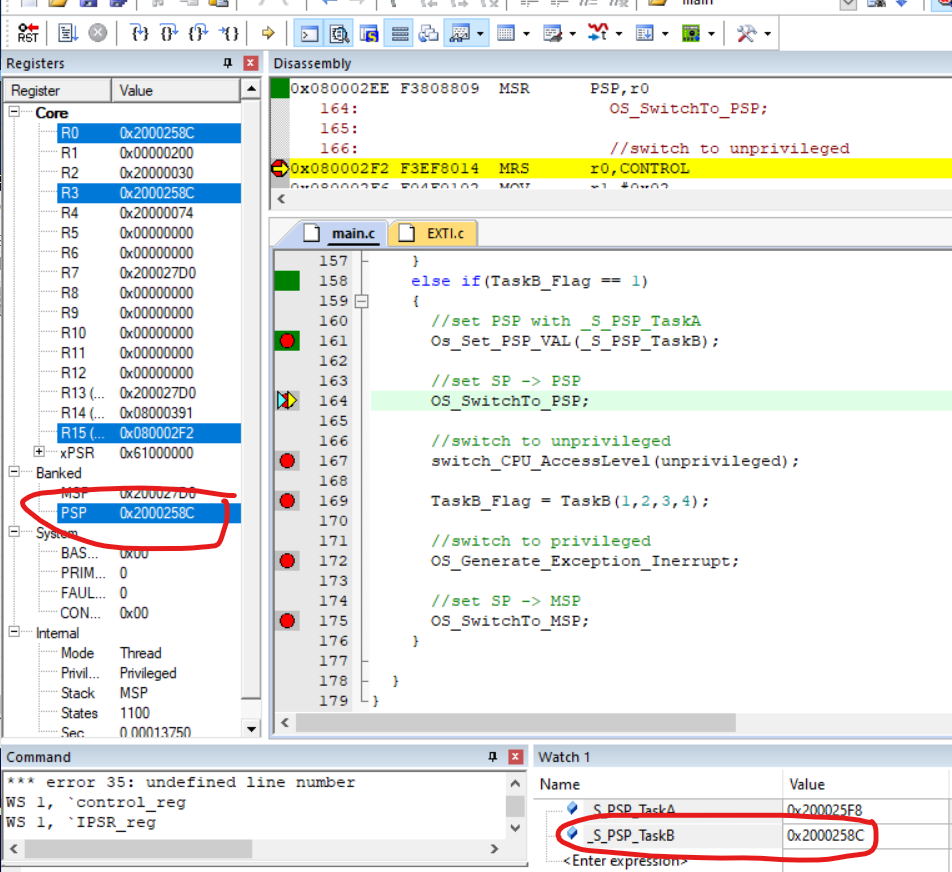 main
RST
Registers
Register Value
Core
R0 0x2000258C
R1 0x00000200
R2 0x20000030
R3 0x2000258C
R4 0x20000074
R5 0x00000000
R6 0x00000000
R7 0x200027D0
R8 0x00000000
R9 0x00000000
R10 0x00000000
R11 0x00000000
R12 0x00000000
R13 (... 0x200027D0
R14 (... 0x08000391
R15 (... 0x080002F2
xPSR 0x61000000
Banked
MSP 0x200027D0
PSP 0x2000258C
System
BAS... 0x00
PRIM... 0
FAUL... 0
CON... 0x00
Internal
Mode Thread
Privil... Privileged
Stack MSP
States 1100
Sec 0.00013750
Disassembly
0x080002EE F3808809 MSR PSP,r0
164: OS_SwitchTo_PSP;
165:
166: //switch to unprivileged
0x080002F2 F3EF8014 MRS r0,CONTROL
0x080002F6 F04F0102 MOV r1,#0x02
main.c EXTI.c
157 }
158 else if(TaskB_Flag == 1)
159 {
160 //set PSP with _S_PSP_TaskA
161 Os_Set_PSP_VAL(_S_PSP_TaskB);
162
163 //set SP -> PSP
164 OS_SwitchTo_PSP;
165
166 //switch to unprivileged
167 switch_CPU_AccessLevel(unprivileged);
168
169 TaskB_Flag = TaskB(1,2,3,4);
170
171 //switch to privileged
172 OS_Generate_Exception_Inerrupt;
173
174 //set SP -> MSP
175 OS_SwitchTo_MSP;
176 }
177
178 }
179 }
Command
*** error 35: undefined line number
WS 1, `control_reg
WS 1, `IPSR_reg
Watch 1
Name Value
_S_PSP_TaskA 0x200025F8
_S_PSP_TaskB 0x2000258C
<Enter expression>